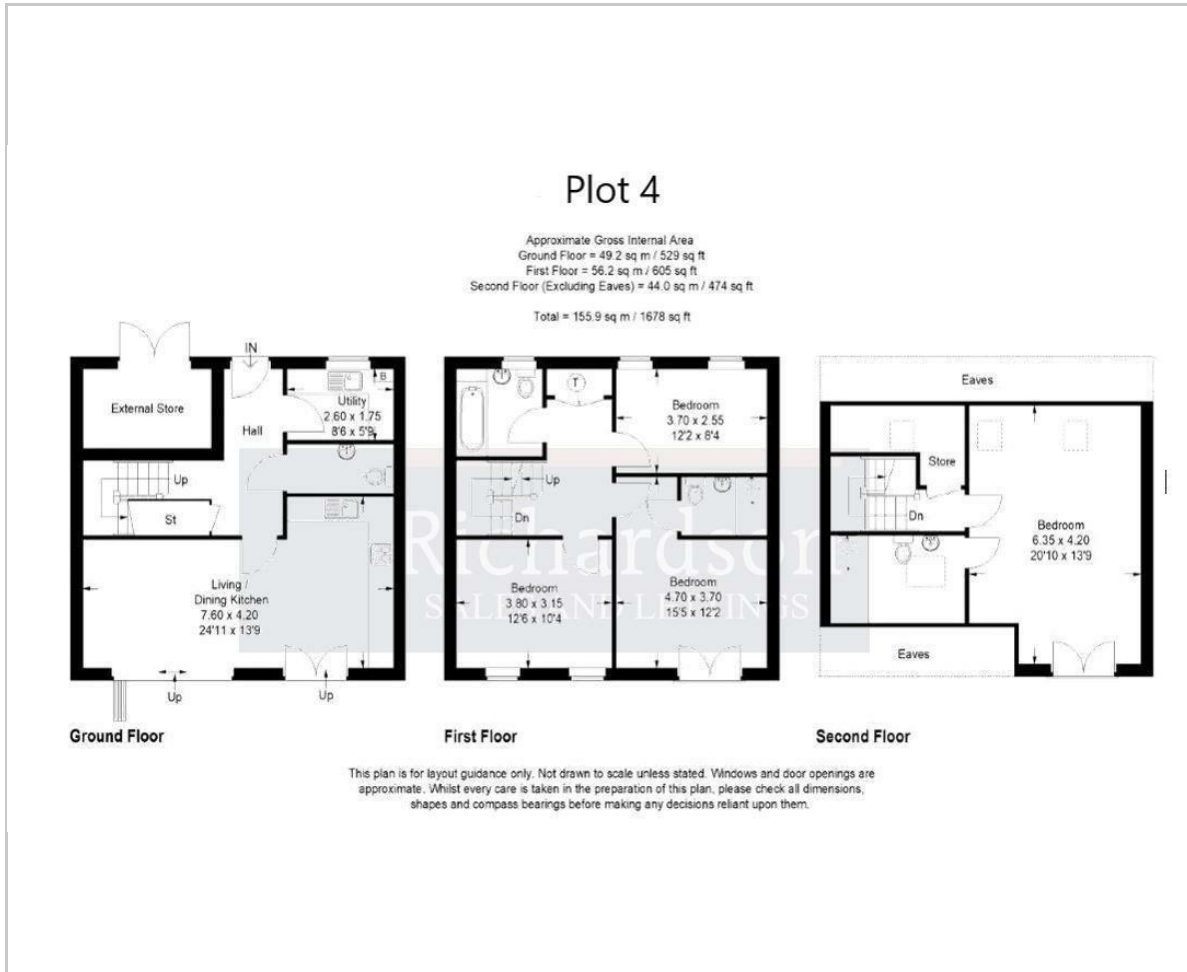 Plot 4
Approximate Gross Internal Area
Ground Floor = 49.2 sq m / 529 sq ft
First Floor = 56.2 sq m / 605 sq ft
Second Floor (Excluding Eaves) = 44.0 sq m / 474 sq ft
Total = 155.9 sq m / 1678 sq ft
IN
External Store
Hall
B
Utility
2.60 x 1.75
8'6 x 5'9
Up
St
Living /
Dining Kitchen
7.60 x 4.20
24'11 x 13'9
Up
Up
Ground Floor
T
Bedroom
3.70 x 2.55
12'2 x 8'4
Up
Dn
Bedroom
3.80 x 3.15
12'6 x 10'4
Bedroom
4.70 x 3.70
15'5 x 12'2
First Floor
Eaves
Store
Dn
Bedroom
6.35 x 4.20
20'10 x 13'9
Eaves
Second Floor
Richardson
SALES AND LETTINGS
This plan is for layout guidance only. Not drawn to scale unless stated. Windows and door openings are
approximate. Whilst every care is taken in the preparation of this plan, please check all dimensions,
shapes and compass bearings before making any decisions reliant upon them.